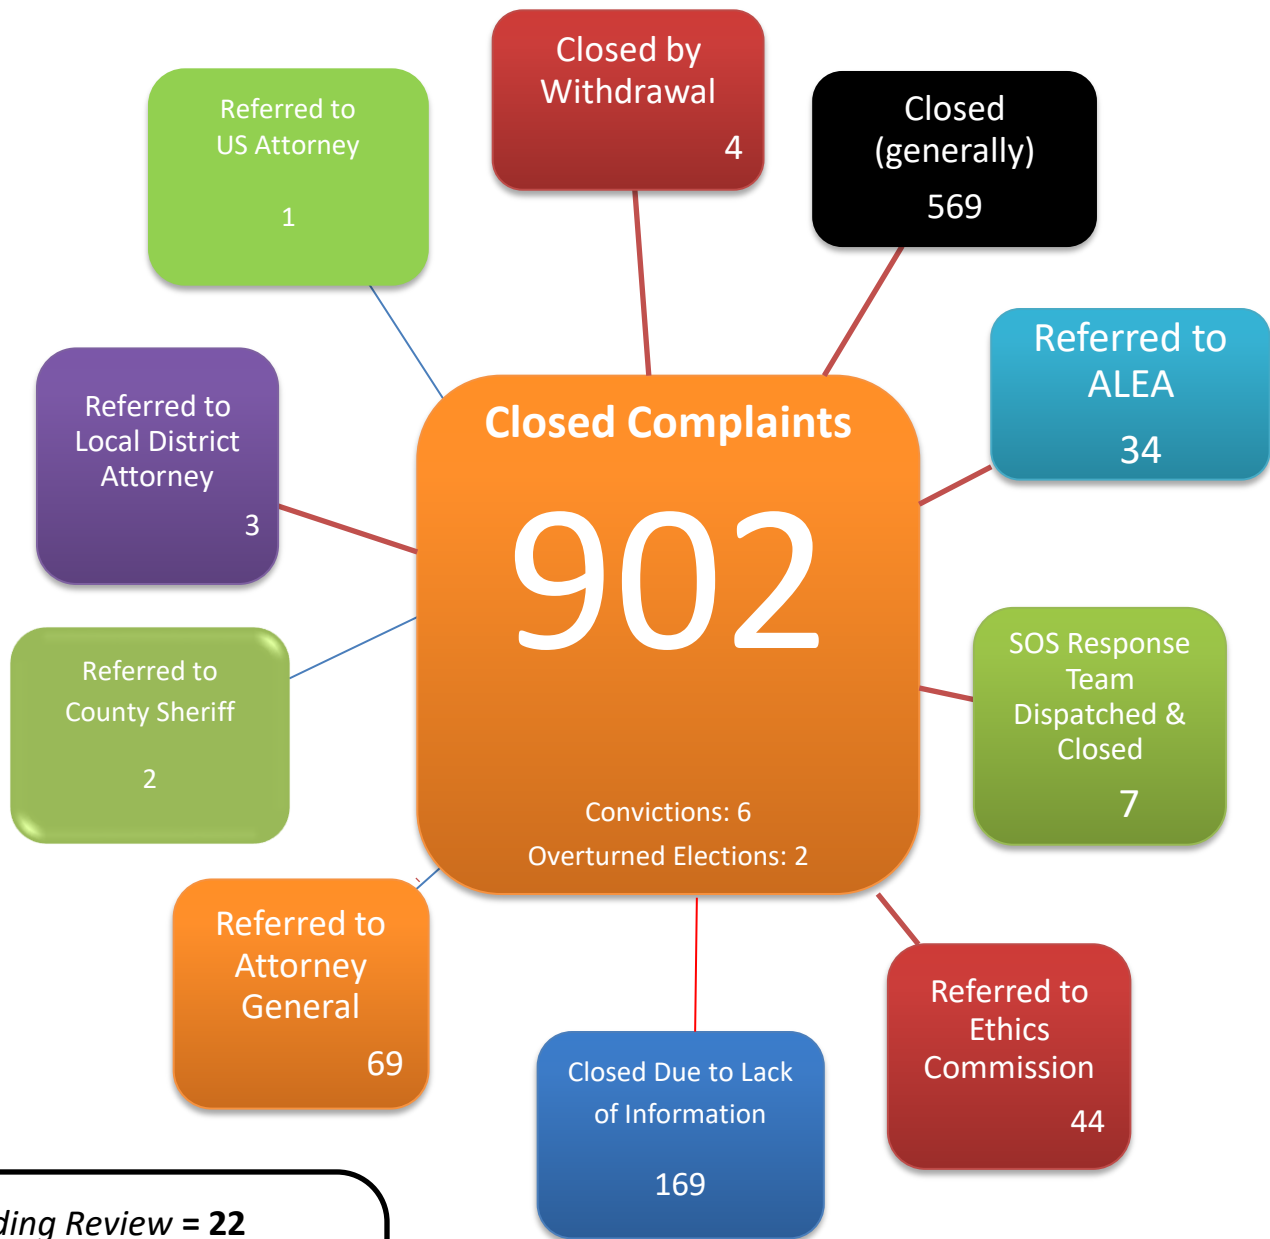 Closed by
Withdrawal
4
Referred to
US Attorney
1
Closed
(generally)
569
Referred to
ALEA
34
Referred to
Local District
Attorney
3
Closed Complaints
902
Convictions: 6
Overturned Elections: 2
SOS Response
Team
Dispatched &
Closed
7
Referred to
County Sheriff
2
Referred to
Attorney
General
69
Referred to
Ethics
Commission
44
Closed Due to Lack
of Information
169
Review = 22